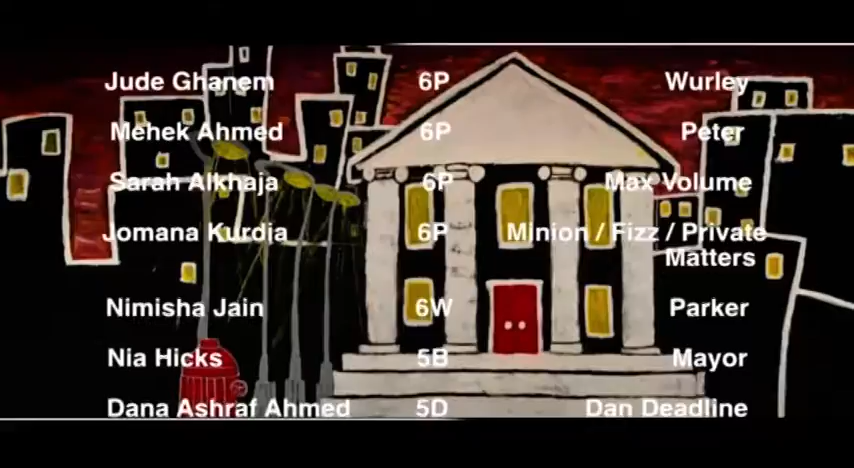 Jude Ghanem 6P Wurley
Mehek Ahmed 6P Peter
Sarah Alkhaja 6P Max Volume
Jomana Kurdia 6P Minion / Fizz / Private
Matters
Nimisha Jain 6W Parker
Nia Hicks 5B Mayor
Dana Ashraf Ahmed 5D Dan Deadline